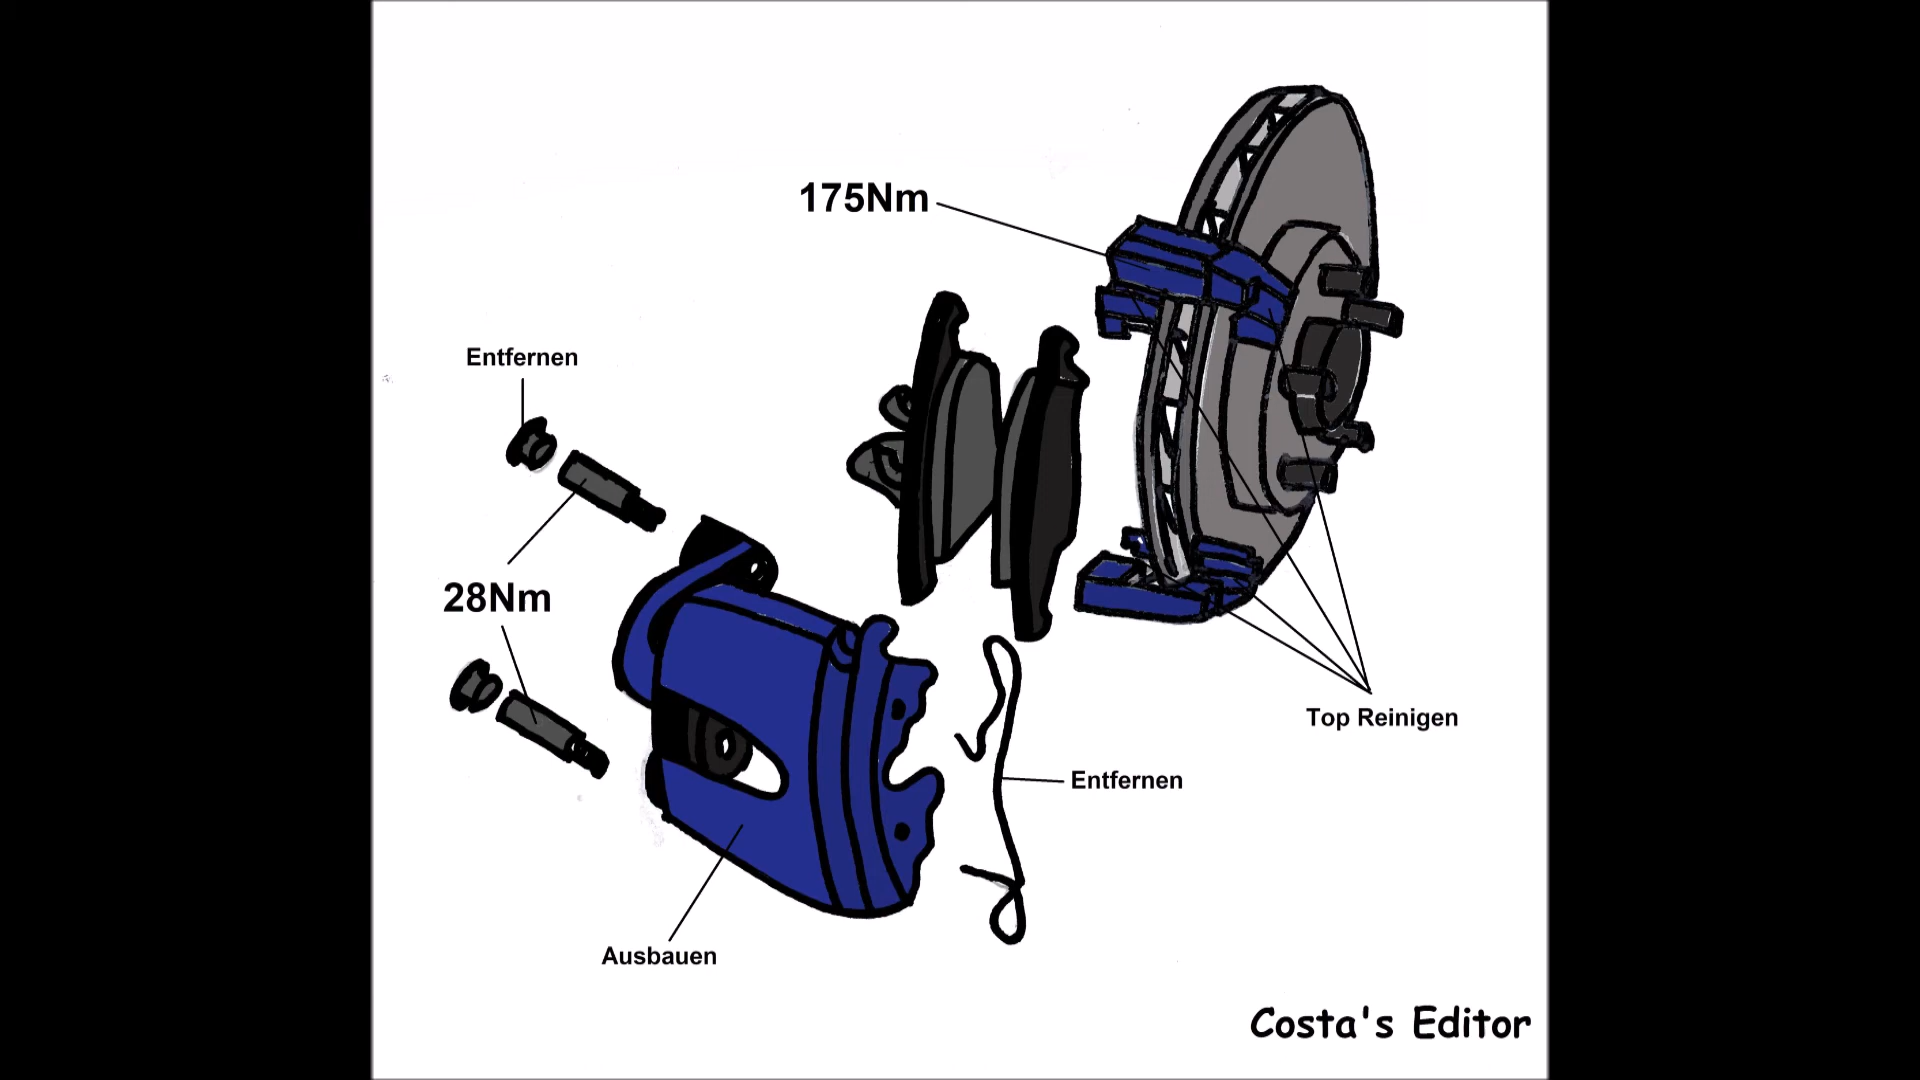 175Nm
Entfernen
28Nm
Top Reinigen
Entfernen
Ausbauen
Costa's Editor